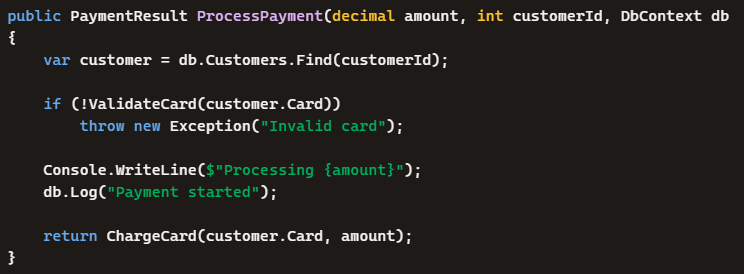 public PaymentResult ProcessPayment(decimal amount, int customerId, DbContext db
{
    var customer = db.Customers.Find(customerId);

    if (!ValidateCard(customer.Card))
        throw new Exception("Invalid card");

    Console.WriteLine($"Processing {amount}");
    db.Log("Payment started");

    return ChargeCard(customer.Card, amount);
}